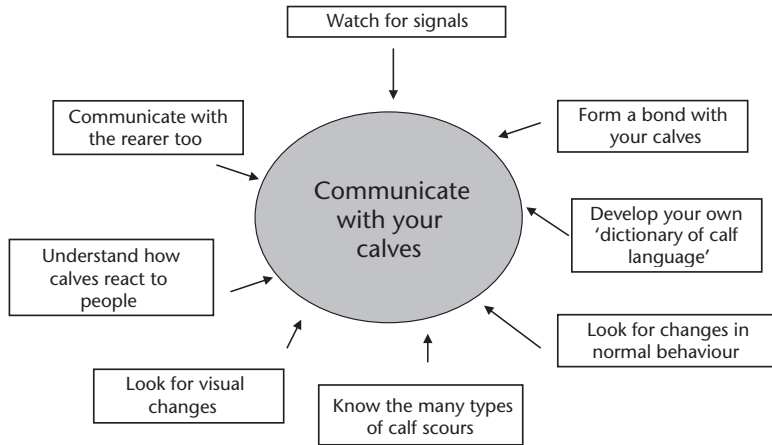 Watch for signals
Communicate with
the rearer too
Form a bond with
your calves
Communicate
with your
calves
Develop your own
‘dictionary of calf
language’
Understand how
calves react to
people
Look for changes in
normal behaviour
Look for visual
changes
Know the many types
of calf scours